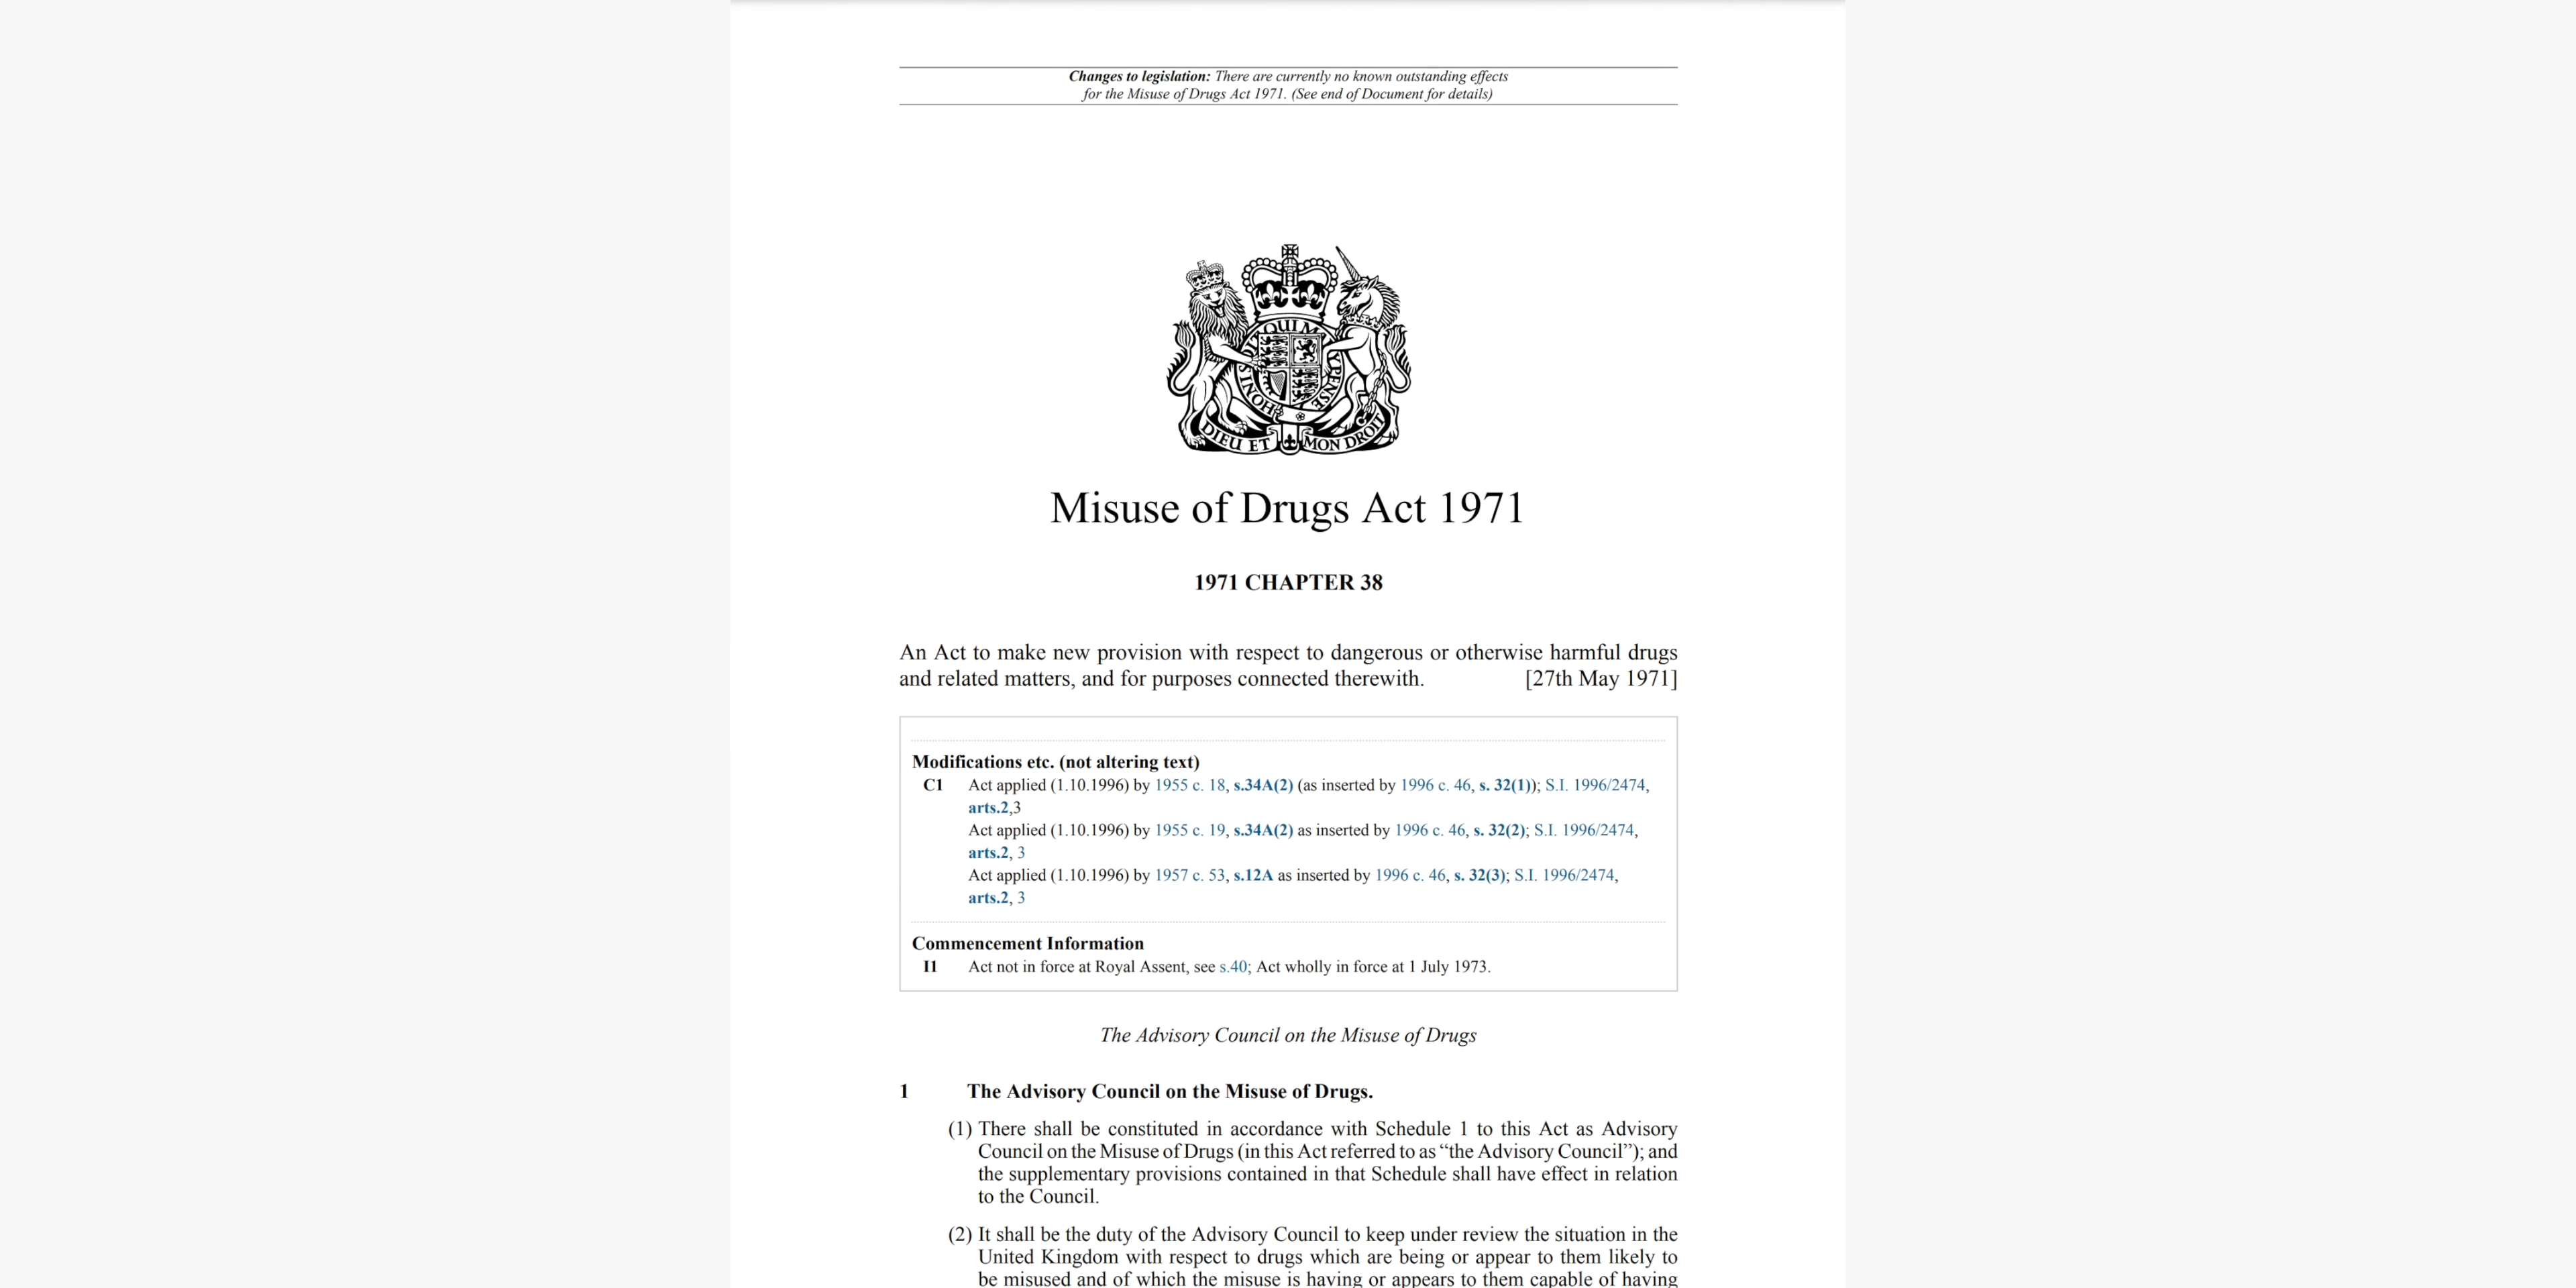 Changes to legislation: There are currently no known outstanding effects
for the Misuse of Drugs Act 1971. (See end of Document for details)
QUI M
HONI S
Y PENSE
DIEU ET MON DROIT
Misuse of Drugs Act 1971
1971 CHAPTER 38
An Act to make new provision with respect to dangerous or otherwise harmful drugs
and related matters, and for purposes connected therewith. [27th May 1971]
Modifications etc. (not altering text)
C1 Act applied (1.10.1996) by 1955 c. 18, s.34A(2) (as inserted by 1996 c. 46, s. 32(1)); S.I. 1996/2474,
arts.2,3
Act applied (1.10.1996) by 1955 c. 19, s.34A(2) as inserted by 1996 c. 46, s. 32(2); S.I. 1996/2474,
arts.2, 3
Act applied (1.10.1996) by 1957 c. 53, s.12A as inserted by 1996 c. 46, s. 32(3); S.I. 1996/2474,
arts.2, 3
Commencement Information
I1 Act not in force at Royal Assent, see s.40; Act wholly in force at 1 July 1973.
The Advisory Council on the Misuse of Drugs
1 The Advisory Council on the Misuse of Drugs.
(1) There shall be constituted in accordance with Schedule 1 to this Act as Advisory
Council on the Misuse of Drugs (in this Act referred to as “the Advisory Council”); and
the supplementary provisions contained in that Schedule shall have effect in relation
to the Council.
(2) It shall be the duty of the Advisory Council to keep under review the situation in the
United Kingdom with respect to drugs which are being or appear to them likely to
be misused and of which the misuse is having or appears to them capable of having